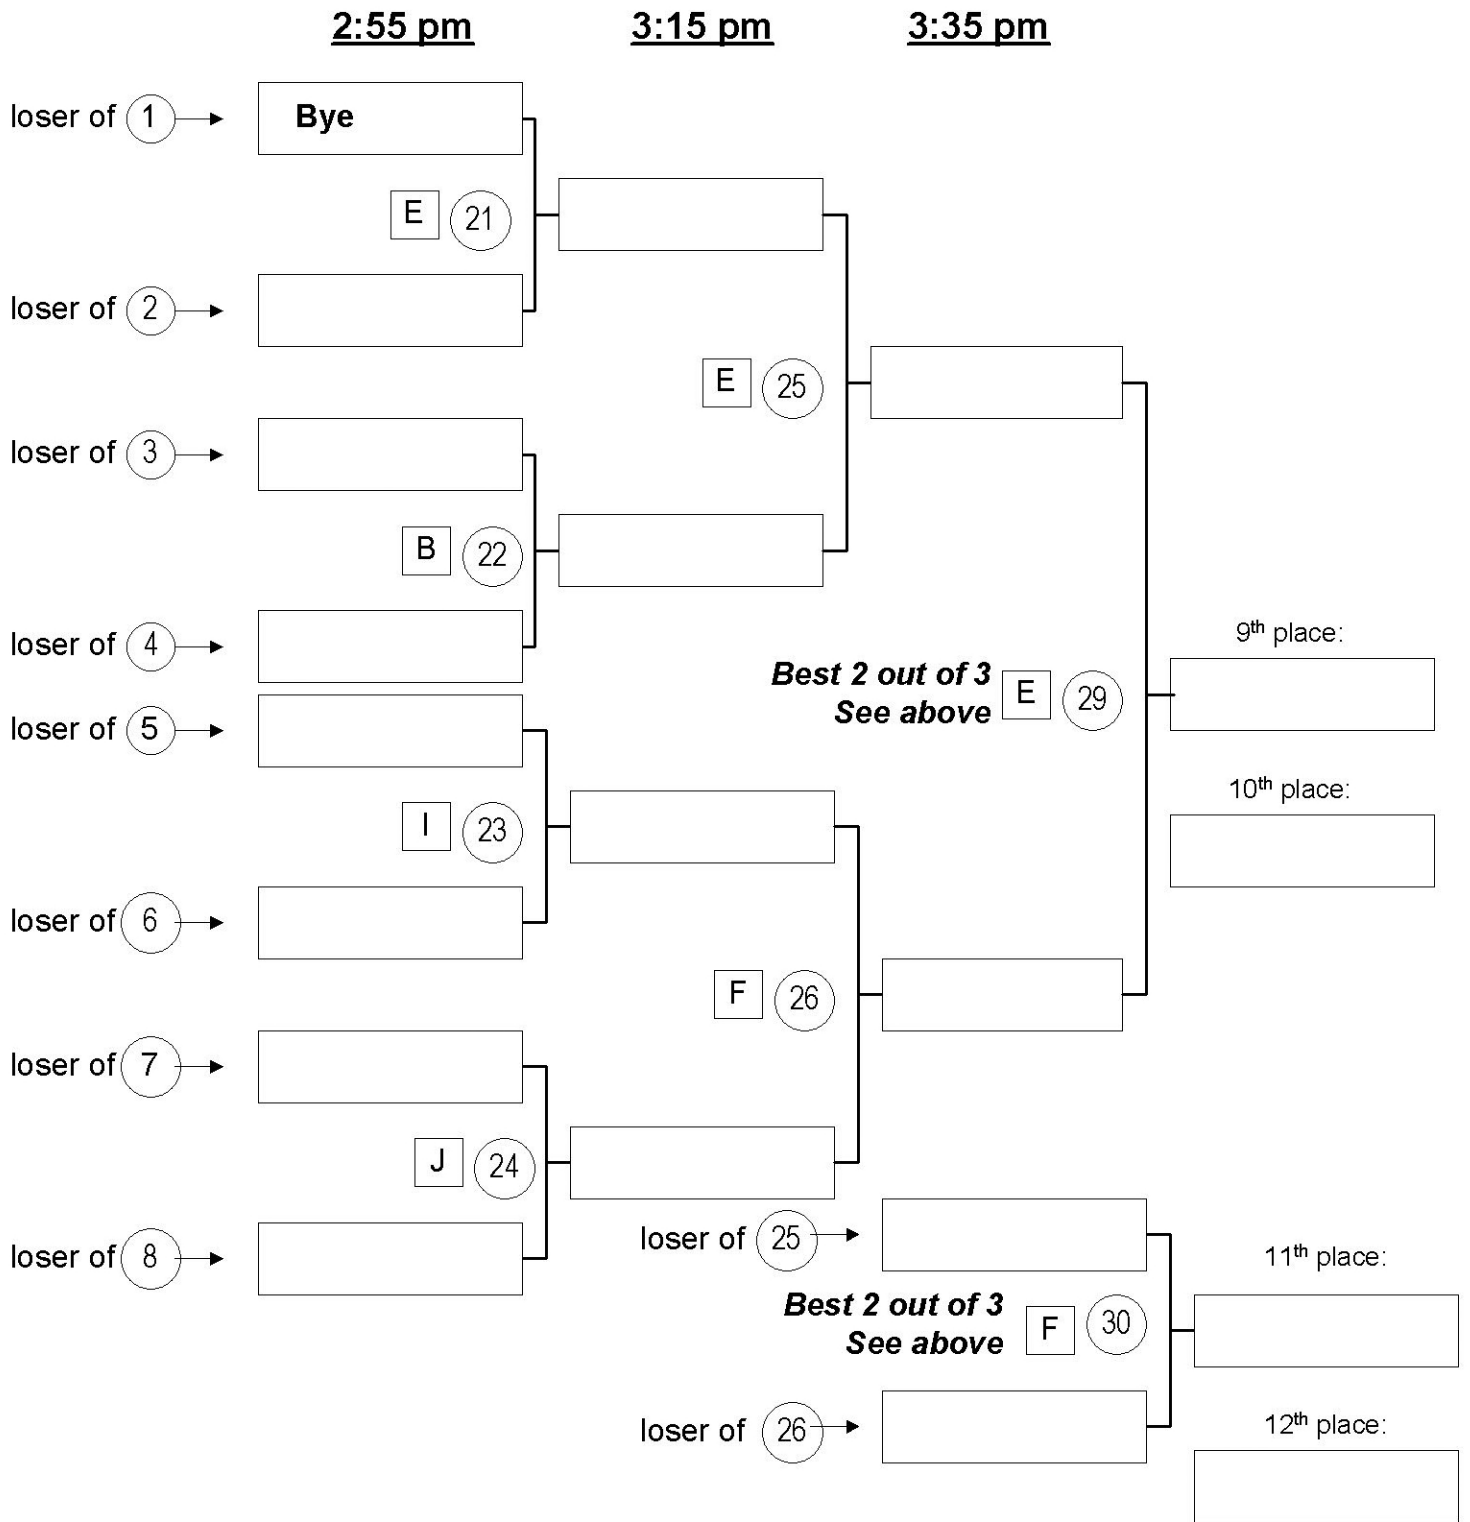 2:55 pm 3:15 pm 3:35 pm
loser of 1 Bye
E 21
loser of 2
E 25
loser of 3
B 22
loser of 4
9th place:
Best 2 out of 3
See above E 29
loser of 5
10th place:
I 23
loser of 6
F 26
loser of 7
J 24
loser of 25
loser of 8
11th place:
Best 2 out of 3
See above F 30
loser of 26
12th place: